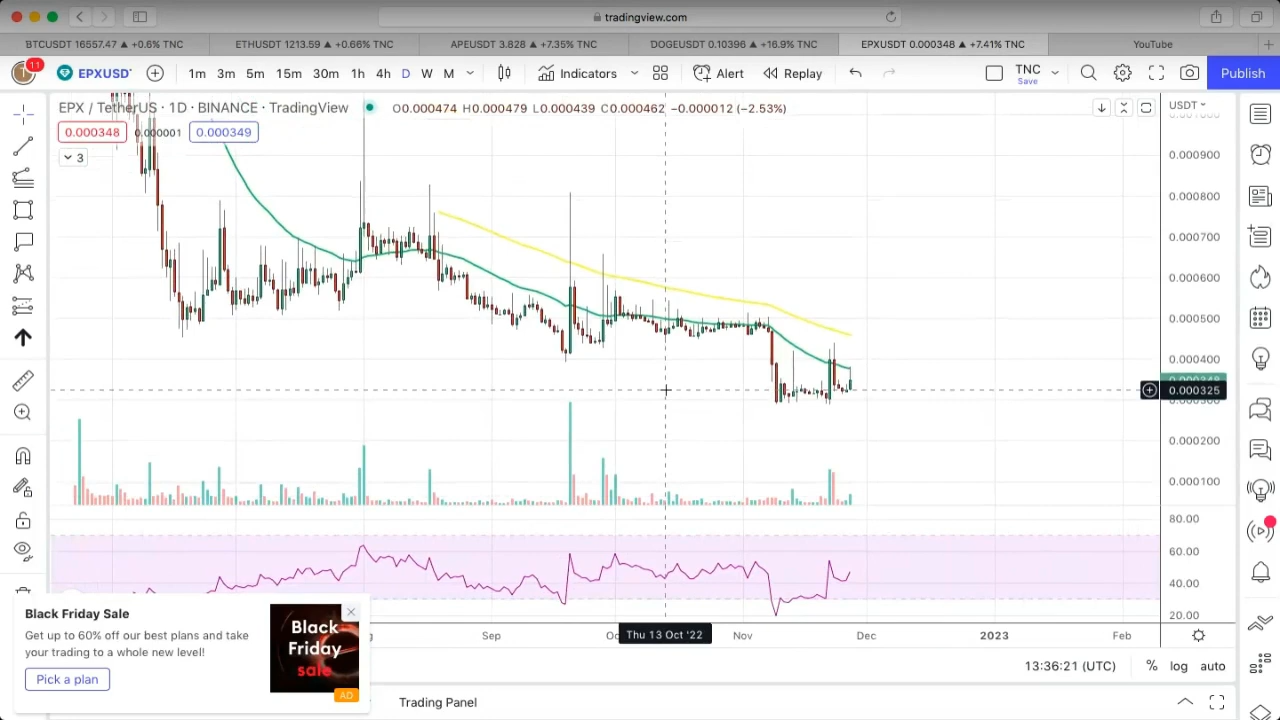 tradingview.com
BTCUSDT 16557.47 ▲ +0.6% TNC
ETHUSDT 1213.59 ▲ +0.66% TNC
APEUSDT 3.828 ▲ +7.35% TNC
DOGEUSDT 0.10396 ▲ +16.9% TNC
EPXUSDT 0.000348 ▲ +7.41% TNC
YouTube
11
EPXUSD
1m 3m 5m 15m 30m 1h 4h D W M
Indicators
Alert
Replay
TNC
Save
Publish
EPX / TetherUS · 1D · BINANCE · TradingView
O0.000474 H0.000479 L0.000439 C0.000462 −0.000012 (−2.53%)
USDT
0.000348
0.000001
0.000349
3
0.000900
0.000800
0.000700
0.000600
0.000500
0.000400
0.000325
0.000200
0.000100
80.00
60.00
40.00
20.00
Sep
Thu 13 Oct '22
Nov
Dec
2023
Feb
Black Friday Sale
Get up to 60% off our best plans and take
your trading to a whole new level!
Pick a plan
Black
Friday
sale
AD
13:36:21 (UTC)
% log auto
Trading Panel